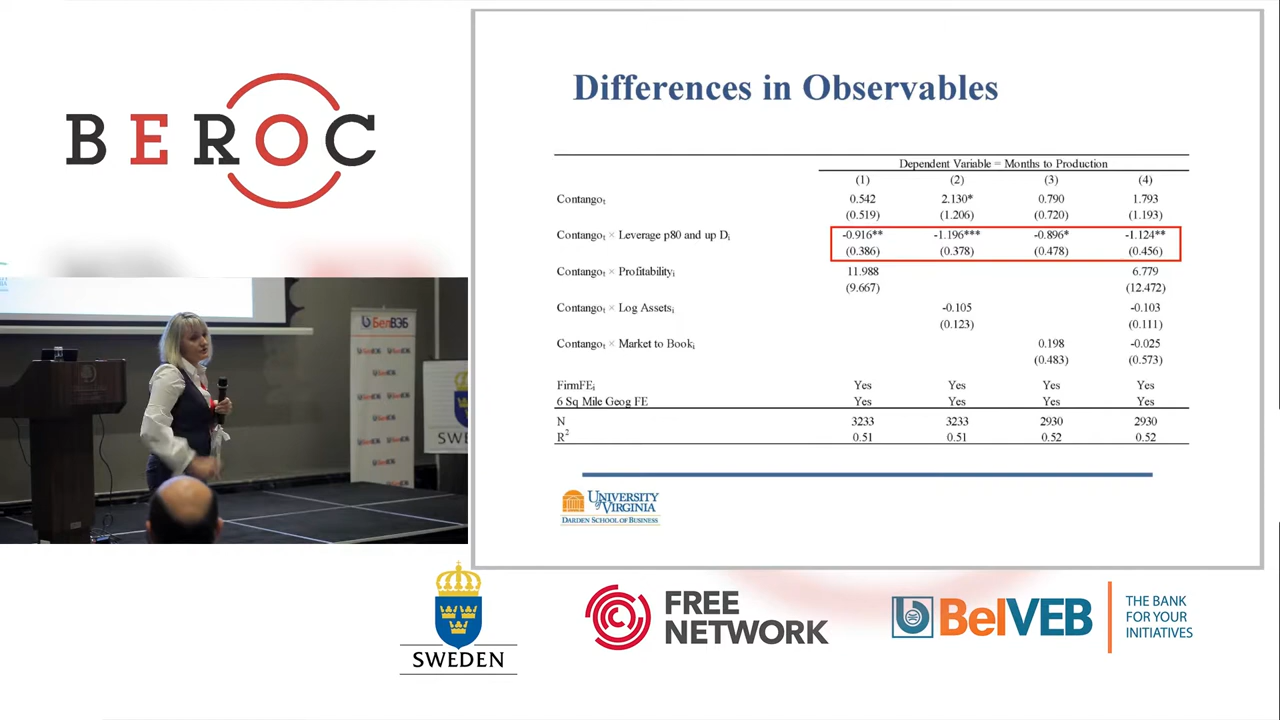 BEROC
Differences in Observables
Dependent Variable = Months to Production
(1) (2) (3) (4)
Contangoₜ 0.542 2.130* 0.790 1.793
(0.519) (1.206) (0.720) (1.193)
Contangoₜ × Leverage p80 and up Dᵢ -0.916** -1.196*** -0.896* -1.124**
(0.386) (0.378) (0.478) (0.456)
Contangoₜ × Profitabilityᵢ 11.988 6.779
(9.667) (12.472)
Contangoₜ × Log Assetsᵢ -0.105 -0.103
(0.123) (0.111)
Contangoₜ × Market to Bookᵢ 0.198 -0.025
(0.483) (0.573)
FirmFEᵢ Yes Yes Yes Yes
6 Sq Mile Geog FE Yes Yes Yes Yes
N 3233 3233 2930 2930
R² 0.51 0.51 0.52 0.52
UNIVERSITY
of VIRGINIA
DARDEN SCHOOL OF BUSINESS
БелВЭБ
SW
SWEDEN
FREE
NETWORK
BelVEB
THE BANK
FOR YOUR
INITIATIVES